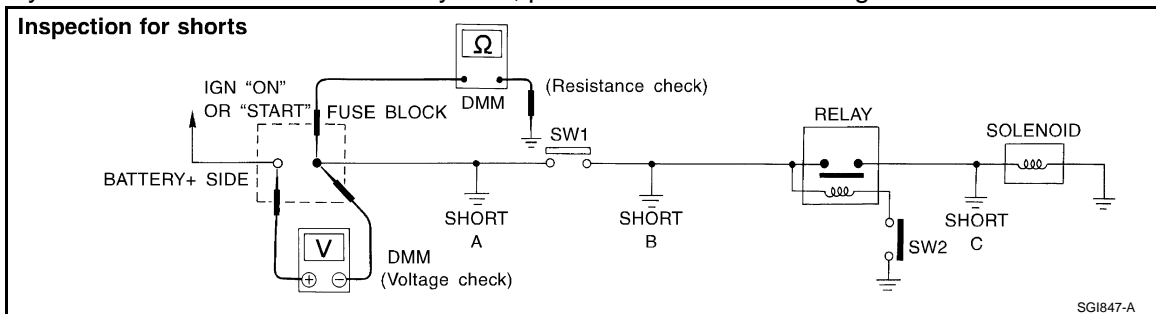 Inspection for shorts
Ω
IGN “ON”
OR “START”
FUSE BLOCK
DMM
(Resistance check)
SW1
RELAY
SOLENOID
BATTERY+ SIDE
SHORT
A
SHORT
B
SHORT
C
SW2
V
+ −
DMM
(Voltage check)
SGI847-A